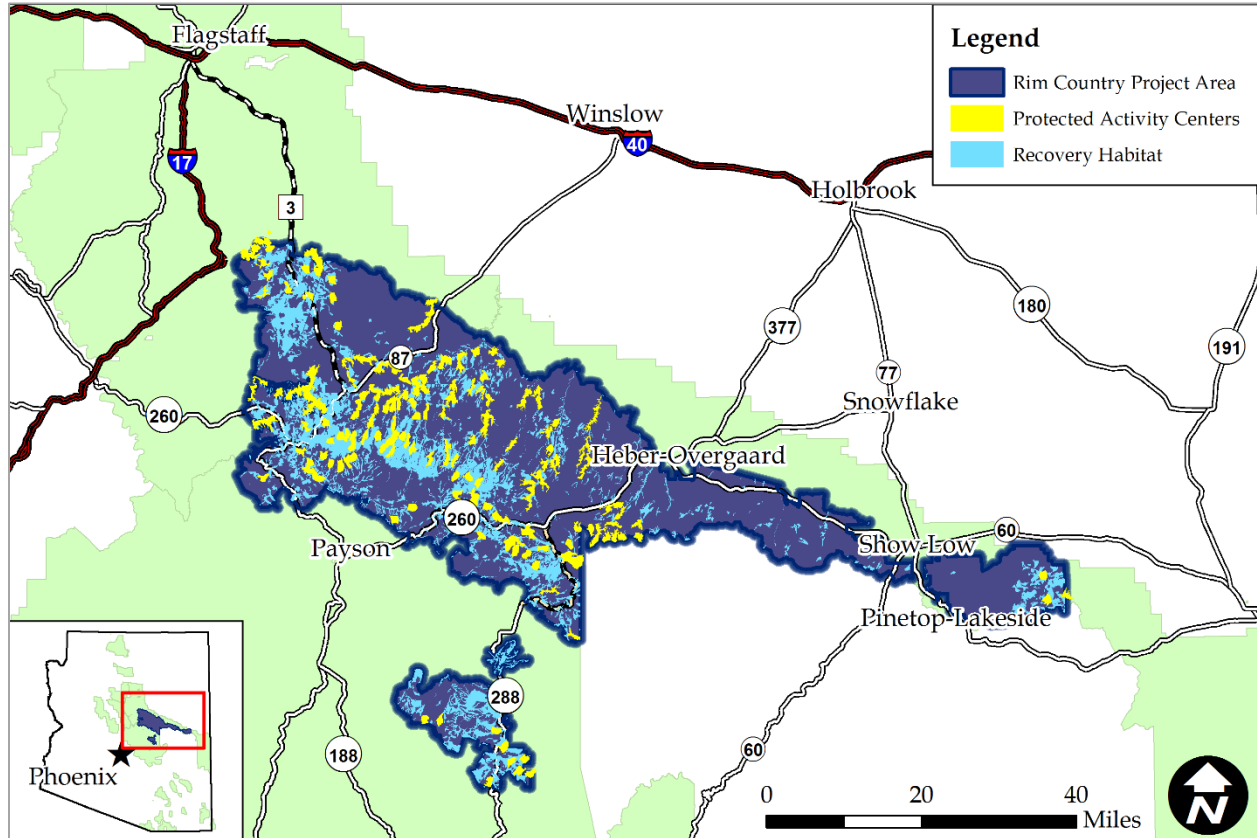 Flagstaff
Legend
Rim Country Project Area
Protected Activity Centers
Recovery Habitat
Winslow
40
17
Holbrook
3
180
377
191
87
77
Snowflake
260
Heber-Overgaard
260
Payson
60
Show Low
Pinetop-Lakeside
288
188
60
Phoenix
0 20 40
Miles
N